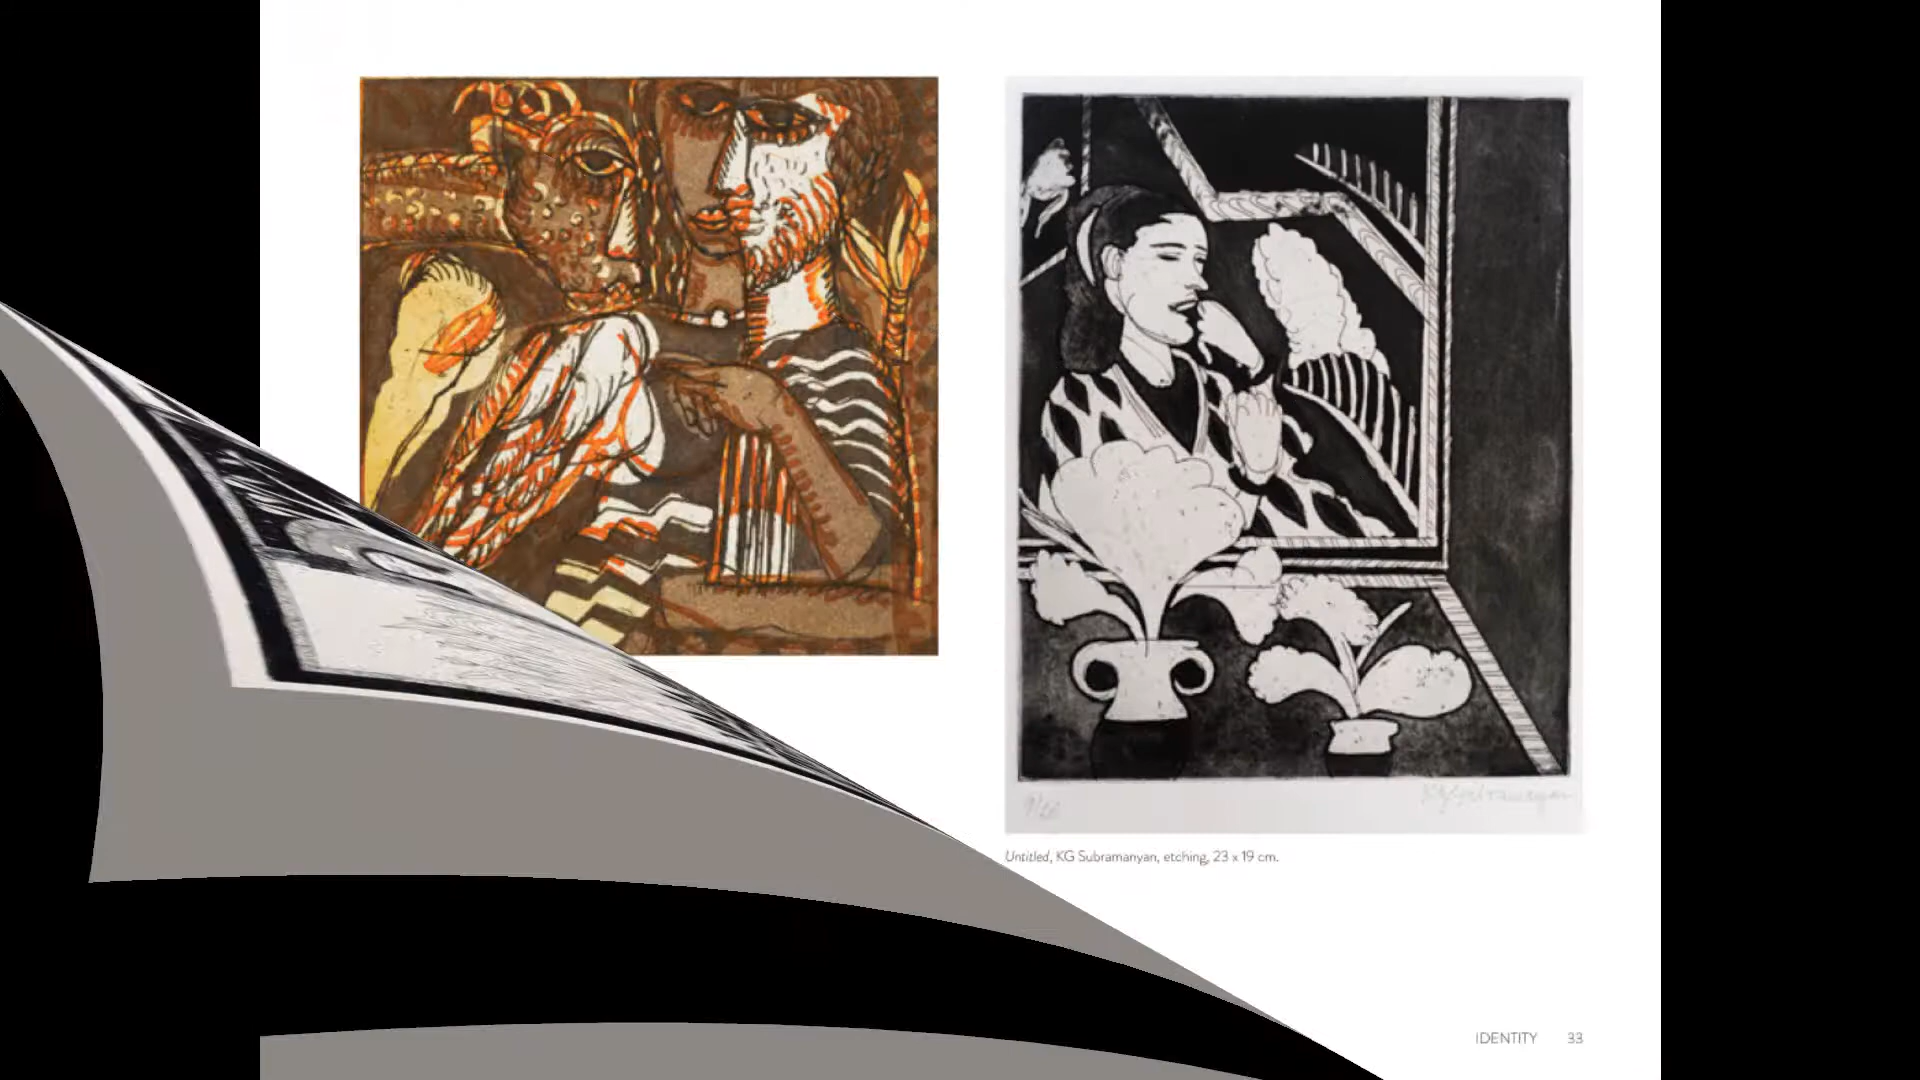 Untitled, KG Subramanyan, etching, 23 x 19 cm.
IDENTITY 33